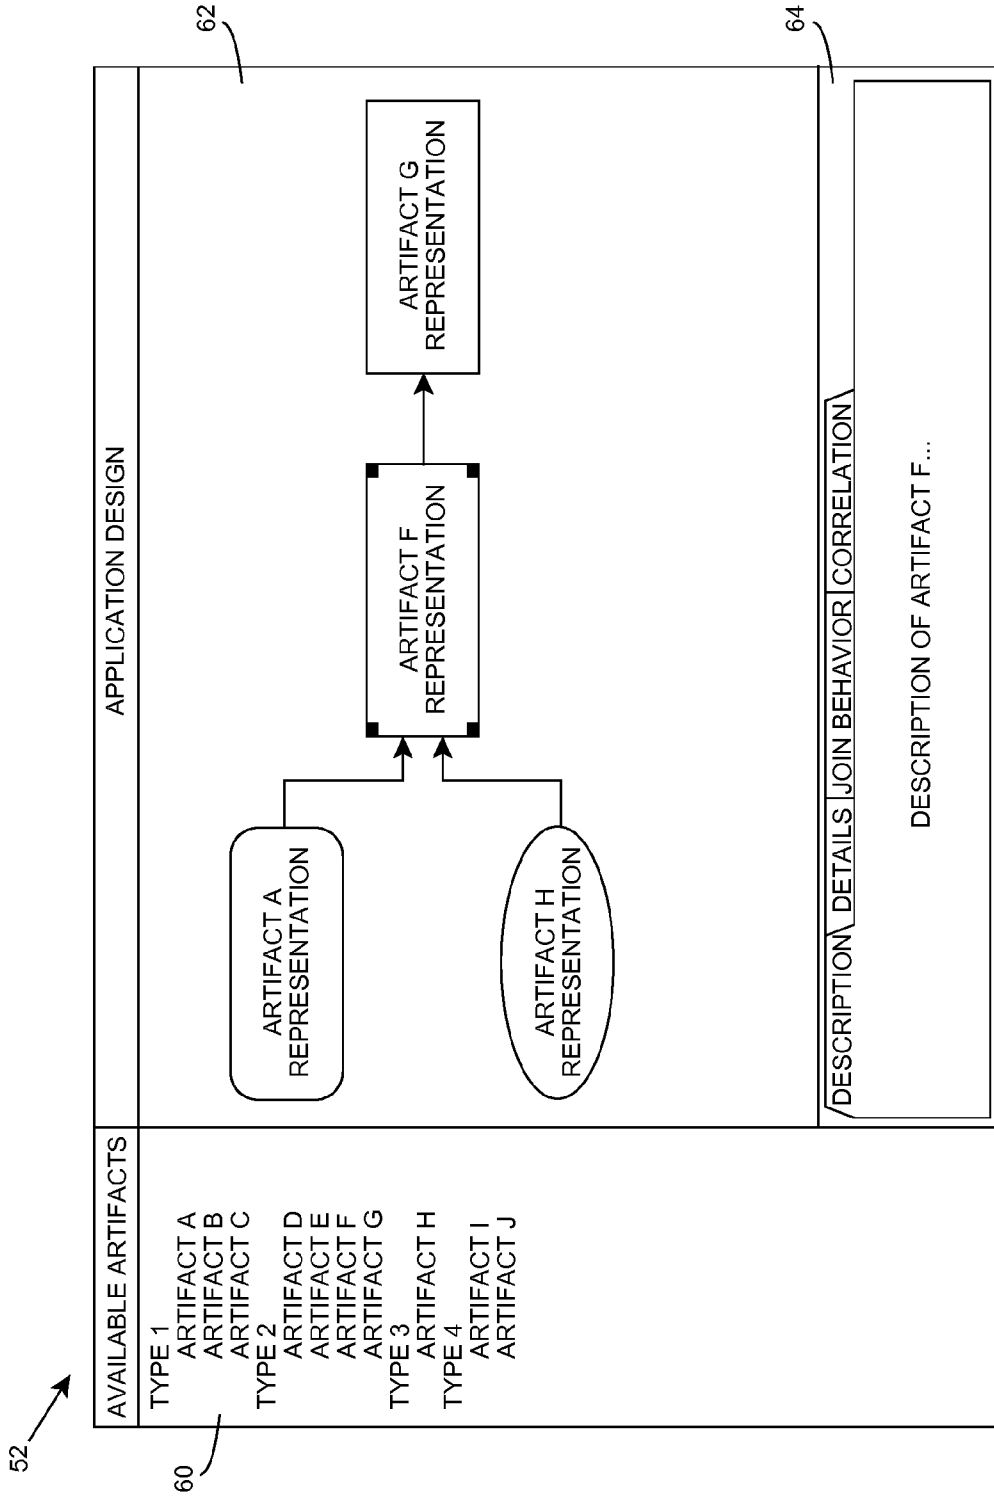 52
AVAILABLE ARTIFACTS
TYPE 1
ARTIFACT A
ARTIFACT B
ARTIFACT C
TYPE 2
ARTIFACT D
ARTIFACT E
ARTIFACT F
ARTIFACT G
TYPE 3
ARTIFACT H
TYPE 4
ARTIFACT I
ARTIFACT J
60
APPLICATION DESIGN
62
ARTIFACT A
REPRESENTATION
ARTIFACT F
REPRESENTATION
ARTIFACT G
REPRESENTATION
ARTIFACT H
REPRESENTATION
64
DESCRIPTION DETAILS JOIN BEHAVIOR CORRELATION
DESCRIPTION OF ARTIFACT F...